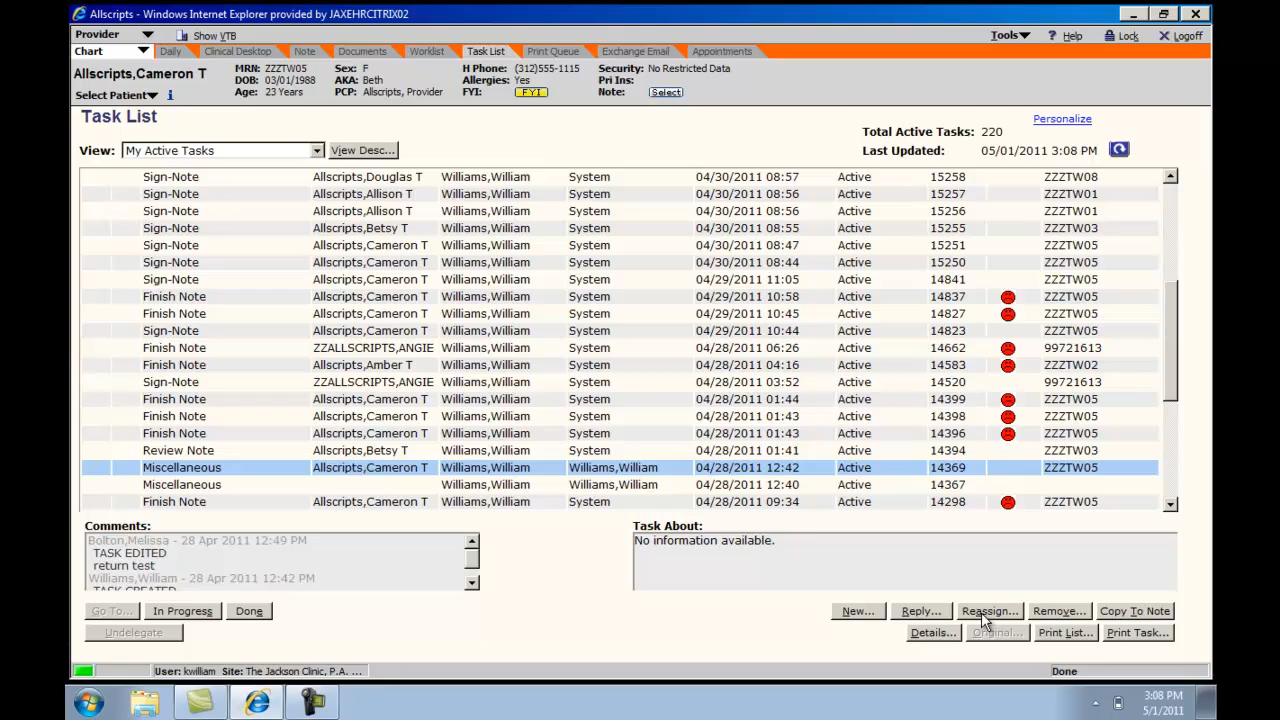 Allscripts - Windows Internet Explorer provided by JAXEHRCITRIX02
Provider Show VTB Tools Help Lock Logoff
Chart Daily Clinical Desktop Note Documents Worklist Task List Print Queue Exchange Email Appointments
Allscripts,Cameron T MRN: ZZZTW05 Sex: F H Phone: (312)555-1115 Security: No Restricted Data
DOB: 03/01/1988 AKA: Beth Allergies: Yes Pri Ins:
Select Patient i Age: 23 Years PCP: Allscripts, Provider FYI: FYI Note: Select
Task List
Personalize
Total Active Tasks: 220
View: My Active Tasks View Desc... Last Updated: 05/01/2011 3:08 PM
Sign-Note Allscripts,Douglas T Williams,William System 04/30/2011 08:57 Active 15258 ZZZTW08
Sign-Note Allscripts,Allison T Williams,William System 04/30/2011 08:56 Active 15257 ZZZTW01
Sign-Note Allscripts,Allison T Williams,William System 04/30/2011 08:56 Active 15256 ZZZTW01
Sign-Note Allscripts,Betsy T Williams,William System 04/30/2011 08:55 Active 15255 ZZZTW03
Sign-Note Allscripts,Cameron T Williams,William System 04/30/2011 08:47 Active 15251 ZZZTW05
Sign-Note Allscripts,Cameron T Williams,William System 04/30/2011 08:44 Active 15250 ZZZTW05
Sign-Note Allscripts,Cameron T Williams,William System 04/29/2011 11:05 Active 14841 ZZZTW05
Finish Note Allscripts,Cameron T Williams,William System 04/29/2011 10:58 Active 14837 ZZZTW05
Finish Note Allscripts,Cameron T Williams,William System 04/29/2011 10:45 Active 14827 ZZZTW05
Sign-Note Allscripts,Cameron T Williams,William System 04/29/2011 10:44 Active 14823 ZZZTW05
Finish Note ZZALLSCRIPTS,ANGIE Williams,William System 04/28/2011 06:26 Active 14662 99721613
Finish Note Allscripts,Amber T Williams,William System 04/28/2011 04:16 Active 14583 ZZZTW02
Sign-Note ZZALLSCRIPTS,ANGIE Williams,William System 04/28/2011 03:52 Active 14520 99721613
Finish Note Allscripts,Cameron T Williams,William System 04/28/2011 01:44 Active 14399 ZZZTW05
Finish Note Allscripts,Cameron T Williams,William System 04/28/2011 01:43 Active 14398 ZZZTW05
Finish Note Allscripts,Cameron T Williams,William System 04/28/2011 01:43 Active 14396 ZZZTW05
Review Note Allscripts,Betsy T Williams,William System 04/28/2011 01:41 Active 14394 ZZZTW03
Miscellaneous Allscripts,Cameron T Williams,William Williams,William 04/28/2011 12:42 Active 14369 ZZZTW05
Miscellaneous Williams,William Williams,William 04/28/2011 12:40 Active 14367
Finish Note Allscripts,Cameron T Williams,William System 04/28/2011 09:34 Active 14298 ZZZTW05
Comments: Task About:
Bolton,Melissa - 28 Apr 2011 12:49 PM No information available.
TASK EDITED
return test
Williams,William - 28 Apr 2011 12:42 PM
TASK CREATED
Go To... In Progress Done New... Reply... Reassign... Remove... Copy To Note
Undelegate Details... Original... Print List... Print Task...
User: kwilliam Site: The Jackson Clinic, P.A. ... Done
3:08 PM
5/1/2011